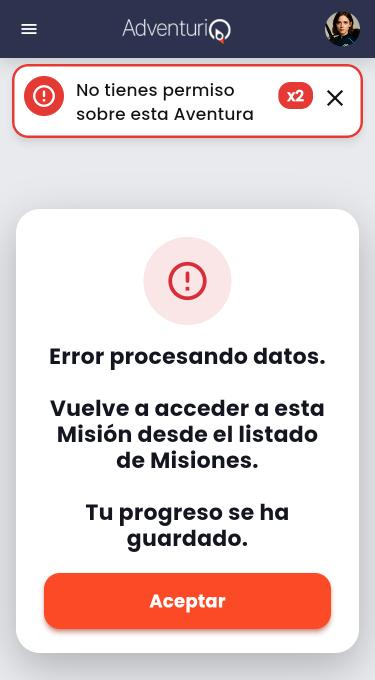 AdventuriQ
No tienes permiso
sobre esta Aventura
x2
Error procesando datos.
Vuelve a acceder a esta
Misión desde el listado
de Misiones.
Tu progreso se ha
guardado.
Aceptar